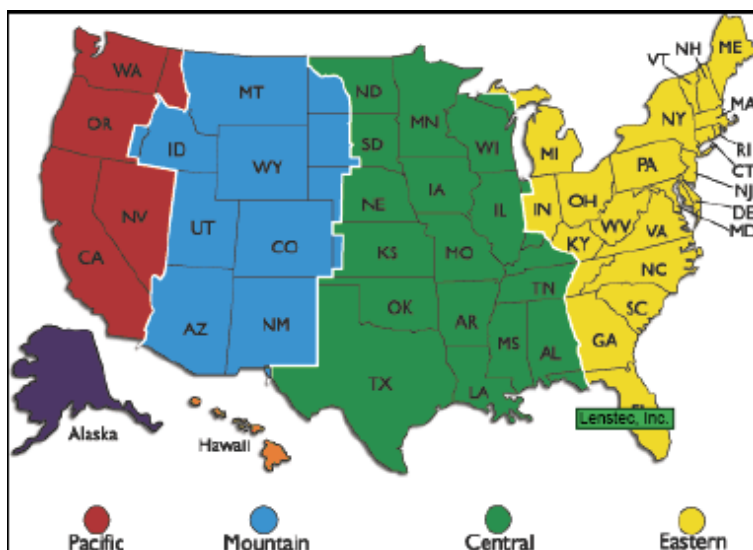 ME
NH
VT
WA
MT
ND
MA
OR
MN
NY
ID
SD
WI
RI
MI
WY
PA
CT
IA
NJ
NE
OH
NV
IL
IN
DE
UT
WV
MD
CO
VA
CA
KS
MO
KY
NC
TN
OK
AZ
NM
AR
SC
MS
AL
GA
TX
LA
Lenstec, Inc.
Alaska
Hawaii
Pacific
Mountain
Central
Eastern